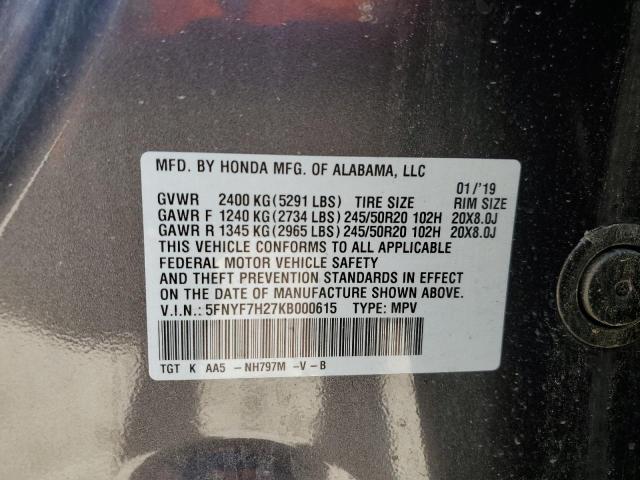 MFD. BY HONDA MFG. OF ALABAMA, LLC
01/'19
GVWR 2400 KG(5291 LBS) TIRE SIZE RIM SIZE
GAWR F 1240 KG(2734 LBS) 245/50R20 102H 20X8.0J
GAWR R 1345 KG(2965 LBS) 245/50R20 102H 20X8.0J
THIS VEHICLE CONFORMS TO ALL APPLICABLE
FEDERAL MOTOR VEHICLE SAFETY
AND THEFT PREVENTION STANDARDS IN EFFECT
ON THE DATE OF MANUFACTURE SHOWN ABOVE.
V.I.N.: 5FNYF7H27KB000615 TYPE: MPV
TGT K AA5 -NH797M -V-B